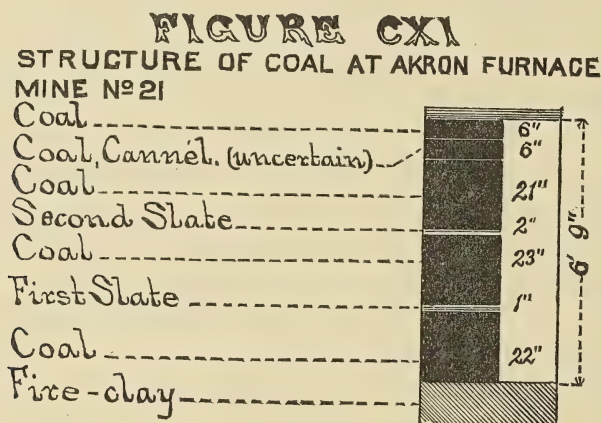 FIGURE CXI
STRUCTURE OF COAL AT AKRON FURNACE
MINE Nº 21
Coal 6"
Coal, Cannél. (uncertain) 6"
Coal 21"
Second Slate 2"
Coal 23"
First Slate 1"
Coal 22"
Fire-clay
6' 9"